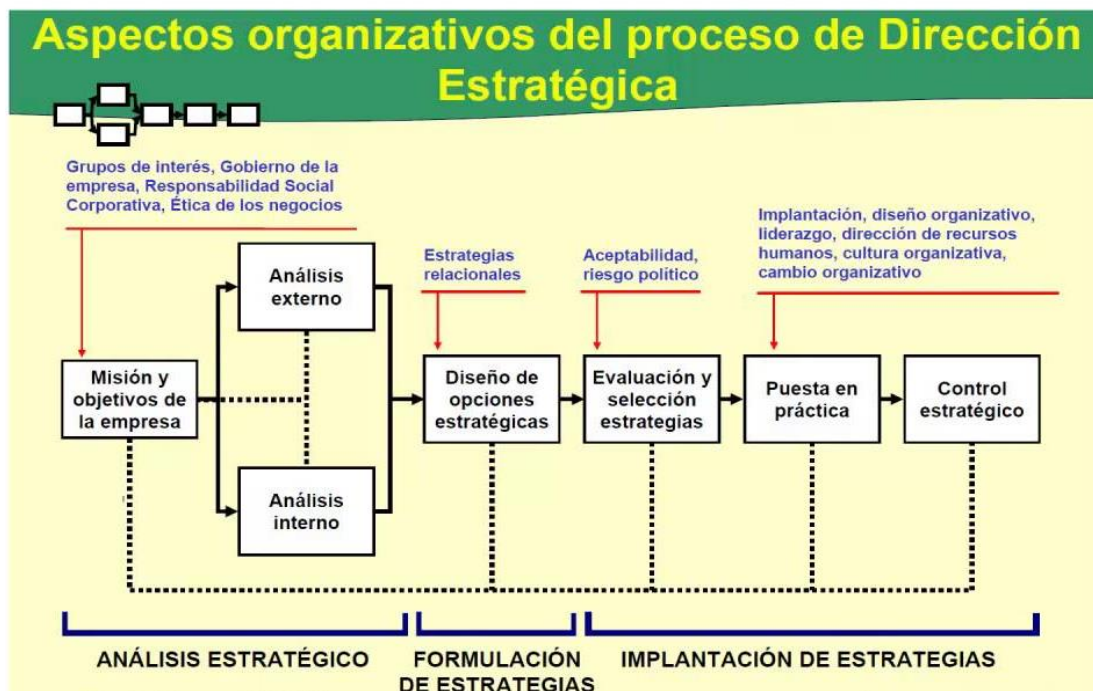 Aspectos organizativos del proceso de Dirección
Estratégica
Grupos de interés, Gobierno de la
empresa, Responsabilidad Social
Corporativa, Ética de los negocios
Análisis
externo
Estrategias
relacionales
Aceptabilidad,
riesgo político
Implantación, diseño organizativo,
liderazgo, dirección de recursos
humanos, cultura organizativa,
cambio organizativo
Misión y
objetivos de
la empresa
Diseño de
opciones
estratégicas
Evaluación y
selección
estrategias
Puesta en
práctica
Control
estratégico
Análisis
interno
ANÁLISIS ESTRATÉGICO
FORMULACIÓN
DE ESTRATEGIAS
IMPLANTACIÓN DE ESTRATEGIAS